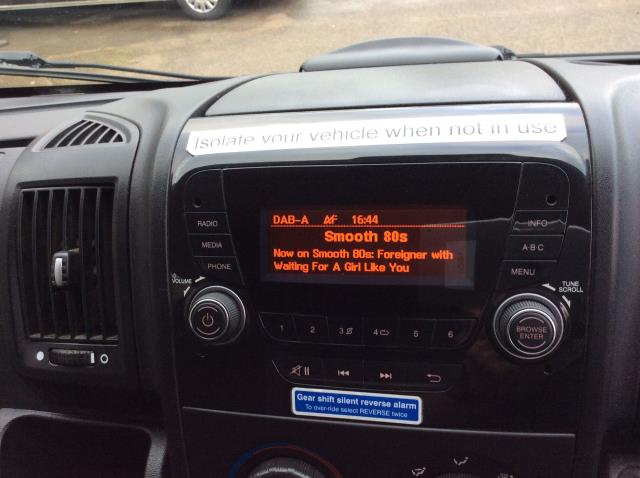 Isolate your vehicle when not in use
DAB-A AF 16:44
Smooth 80s
Now on Smooth 80s: Foreigner with
Waiting For A Girl Like You
RADIO
MEDIA
PHONE
VOLUME
INFO
A·B·C
MENU
TUNE
SCROLL
BROWSE
ENTER
1 2 3 4 5 6
Gear shift silent reverse alarm
To over-ride select REVERSE twice